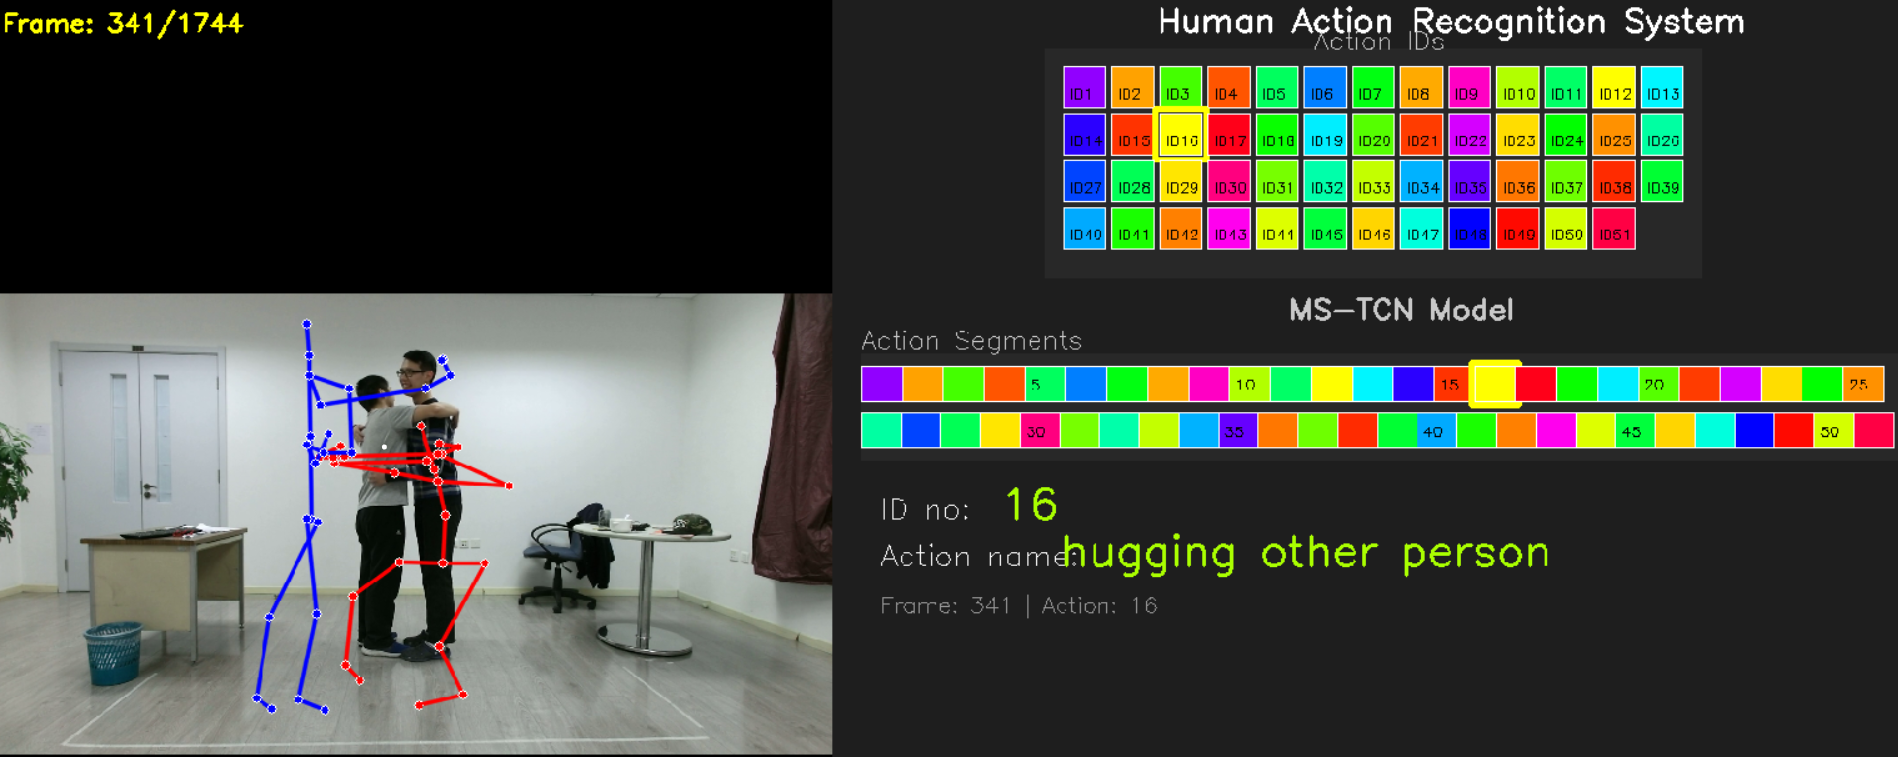 Frame: 341/1744
Human Action Recognition System
Action IDs
ID1 ID2 ID3 ID4 ID5 ID6 ID7 ID8 ID9 ID10 ID11 ID12 ID13
ID14 ID15 ID16 ID17 ID18 ID19 ID20 ID21 ID22 ID23 ID24 ID25 ID26
ID27 ID28 ID29 ID30 ID31 ID32 ID33 ID34 ID35 ID36 ID37 ID38 ID39
ID40 ID41 ID42 ID43 ID44 ID45 ID46 ID47 ID48 ID49 ID50 ID51
MS-TCN Model
Action Segments
5 10 15 20 25
30 35 40 45 50
ID no: 16
Action name: hugging other person
Frame: 341 | Action: 16